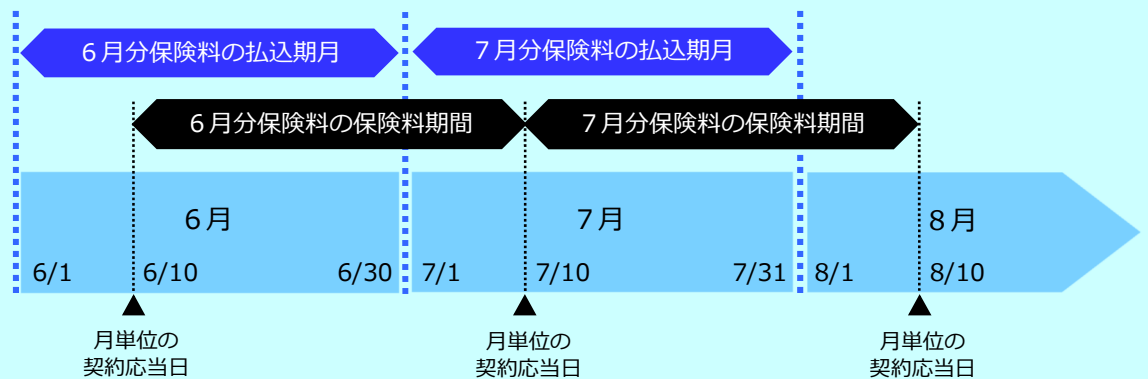 ６月分保険料の払込期月
７月分保険料の払込期月
６月分保険料の保険料期間
７月分保険料の保険料期間
６月
７月
８月
6/1
6/10
6/30
7/1
7/10
7/31
8/1
8/10
月単位の
契約応当日
月単位の
契約応当日
月単位の
契約応当日